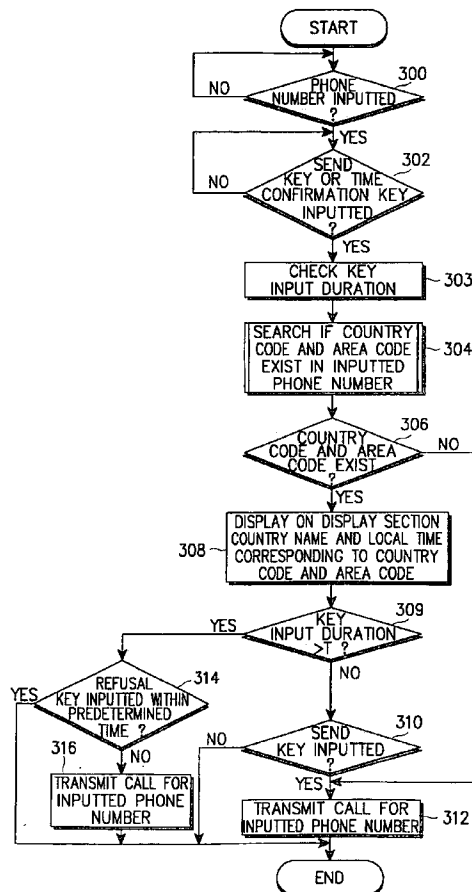 START
PHONE
NUMBER INPUTTED
?
300
NO
YES
SEND
KEY OR TIME
CONFIRMATION KEY
INPUTTED
?
302
NO
YES
CHECK KEY
INPUT DURATION
303
SEARCH IF COUNTRY
CODE AND AREA CODE
EXIST IN INPUTTED
PHONE NUMBER
304
COUNTRY
CODE AND AREA
CODE EXIST
?
306
NO
YES
308
DISPLAY ON DISPLAY SECTION
COUNTRY NAME AND LOCAL TIME
CORRESPONDING TO COUNTRY
CODE AND AREA CODE
309
YES
KEY
INPUT DURATION
>T ?
NO
REFUSAL
KEY INPUTTED WITHIN
PREDETERMINED
TIME ?
314
YES
NO
310
SEND
KEY INPUTTED
?
NO
YES
316
TRANSMIT CALL FOR
INPUTTED PHONE
NUMBER
TRANSMIT CALL FOR
INPUTTED PHONE NUMBER
312
END